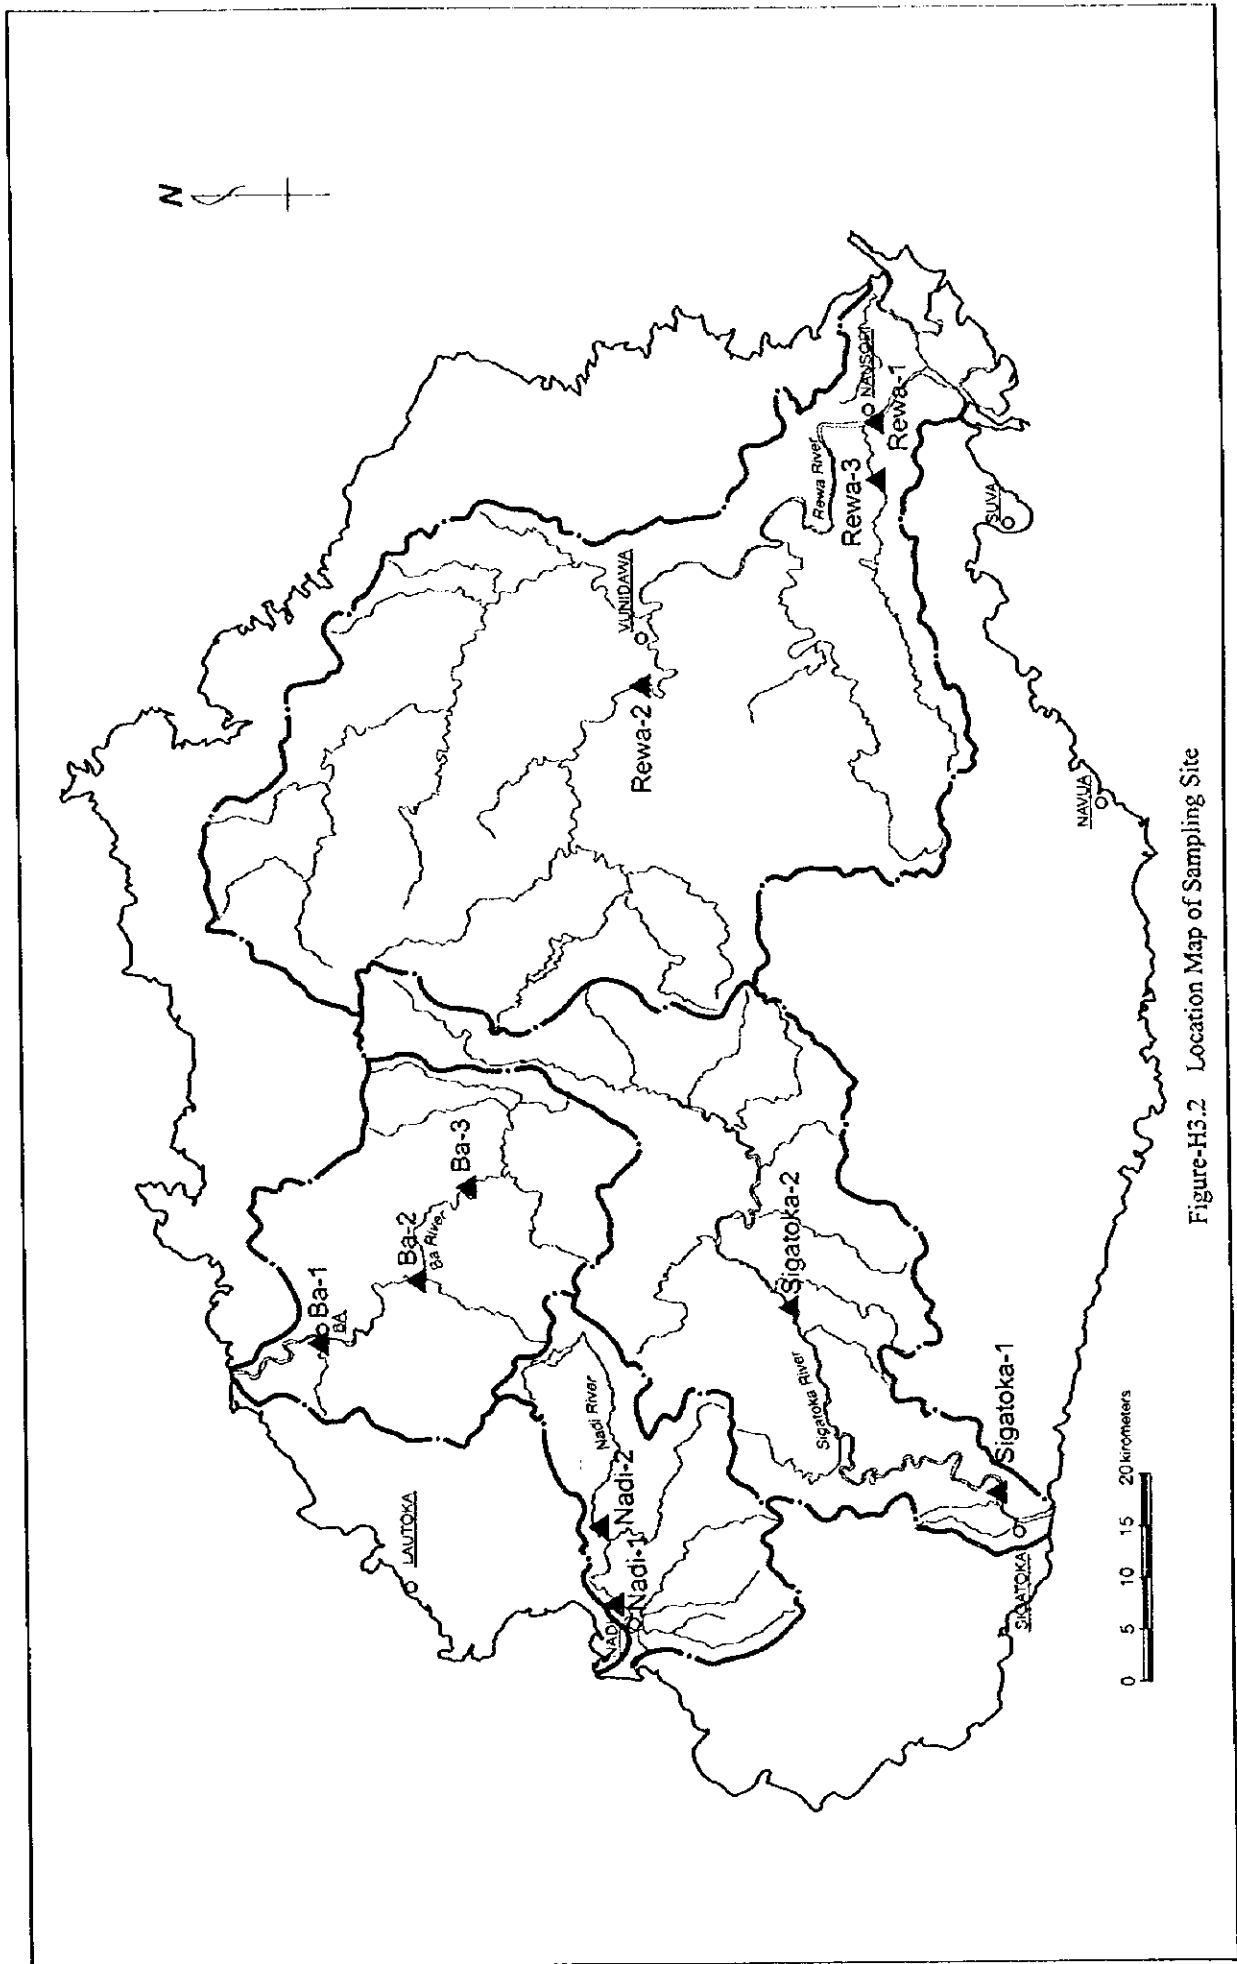 N
Ba-1
BA
Ba-2
Ba River
Ba-3
LAUTOKA
Nadi River
Nadi-2
Nadi-1
NADI
VUNIDAWA
Rewa-2
Rewa River
Rewa-3
NANSORI
Rewa-1
SUVA
NAVUA
Sigatoka-2
Sigatoka River
Sigatoka-1
SIGATOKA
0 5 10 15 20 kirometers
Figure-H3.2 Location Map of Sampling Site